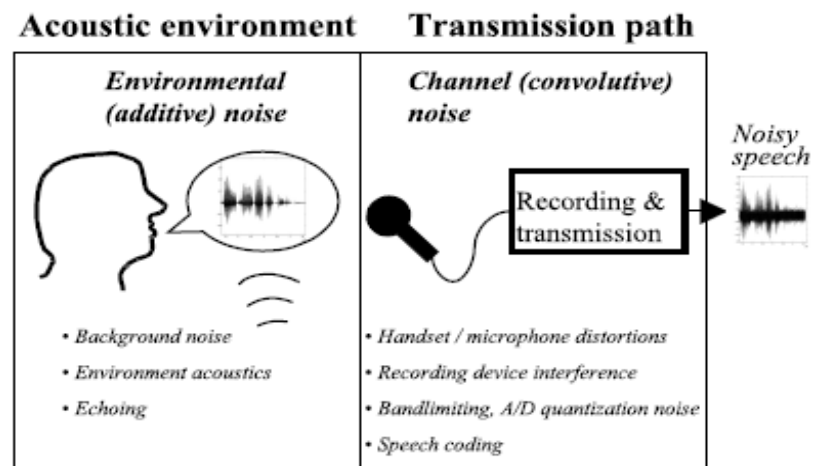 Acoustic environment
Transmission path
Environmental
(additive) noise
Channel (convolutive)
noise
Noisy
speech
Recording &
transmission
• Background noise
• Environment acoustics
• Echoing
• Handset / microphone distortions
• Recording device interference
• Bandlimiting, A/D quantization noise
• Speech coding